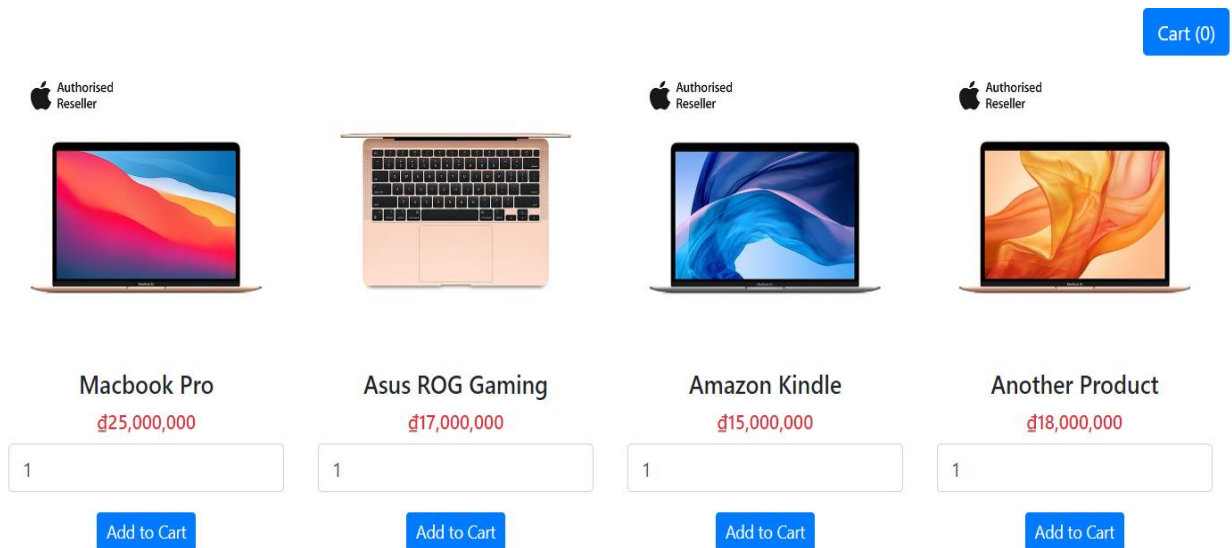 Cart (0)
Authorised
Reseller
Authorised
Reseller
Authorised
Reseller
Macbook Pro
Asus ROG Gaming
Amazon Kindle
Another Product
₫25,000,000
₫17,000,000
₫15,000,000
₫18,000,000
1
1
1
1
Add to Cart
Add to Cart
Add to Cart
Add to Cart